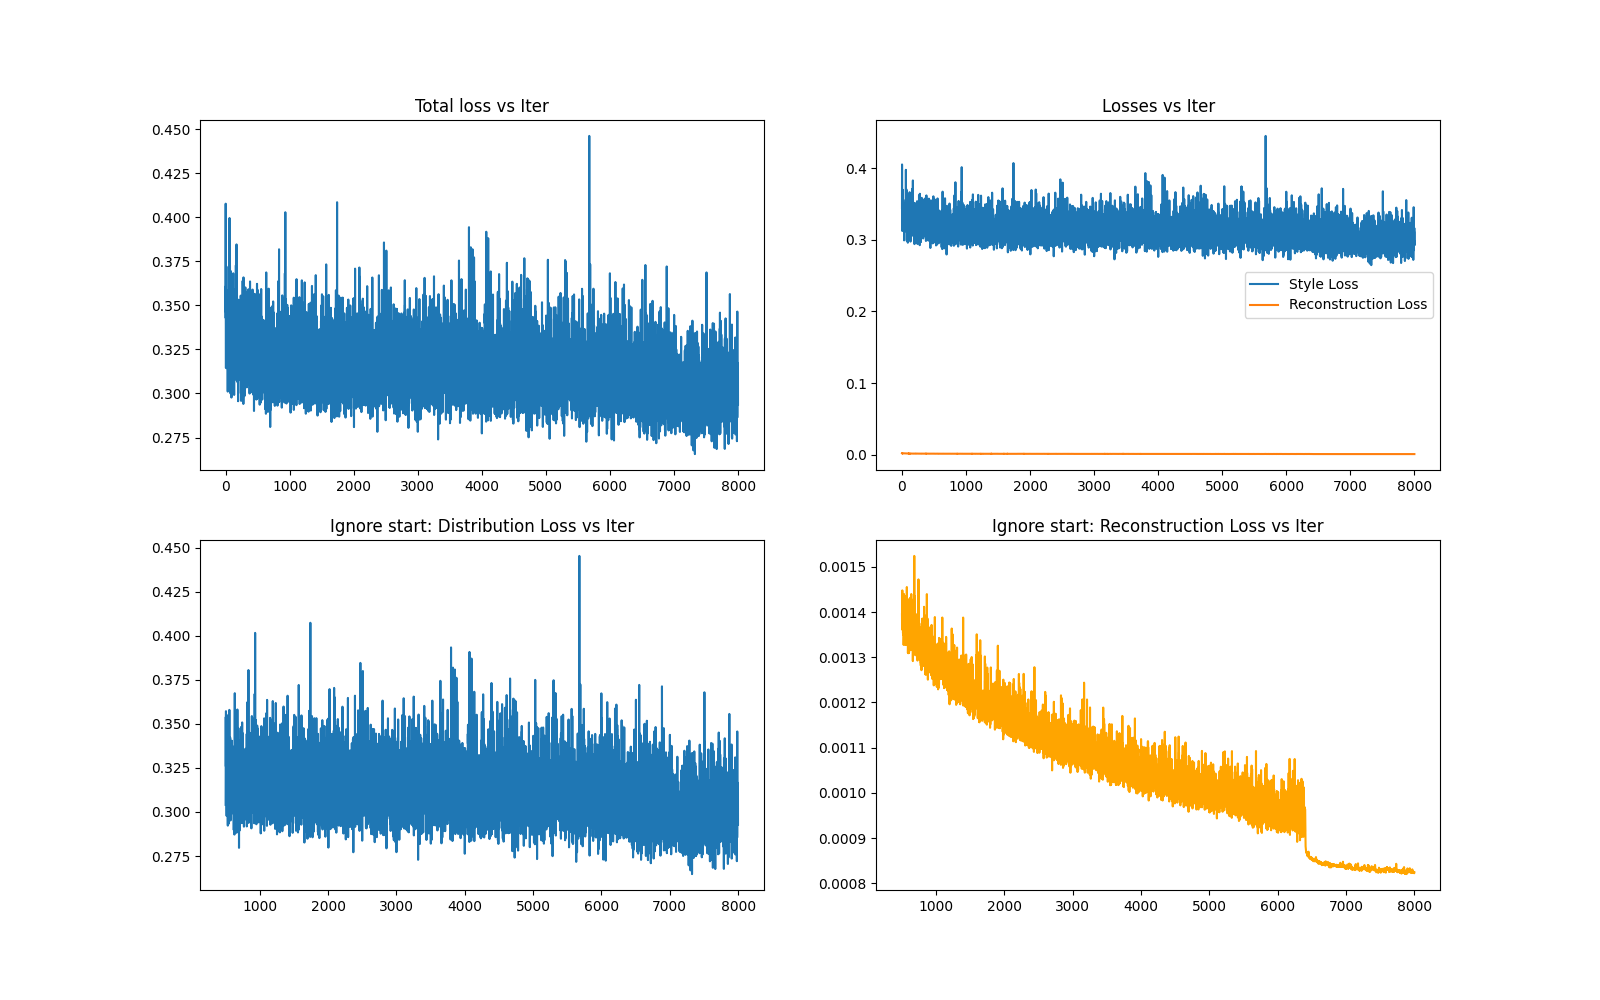 Total loss vs Iter
0.450
0.425
0.400
0.375
0.350
0.325
0.300
0.275
0 1000 2000 3000 4000 5000 6000 7000 8000
Losses vs Iter
0.4
0.3
0.2
0.1
0.0
Style Loss
Reconstruction Loss
0 1000 2000 3000 4000 5000 6000 7000 8000
Ignore start: Distribution Loss vs Iter
0.450
0.425
0.400
0.375
0.350
0.325
0.300
0.275
1000 2000 3000 4000 5000 6000 7000 8000
Ignore start: Reconstruction Loss vs Iter
0.0015
0.0014
0.0013
0.0012
0.0011
0.0010
0.0009
0.0008
1000 2000 3000 4000 5000 6000 7000 8000